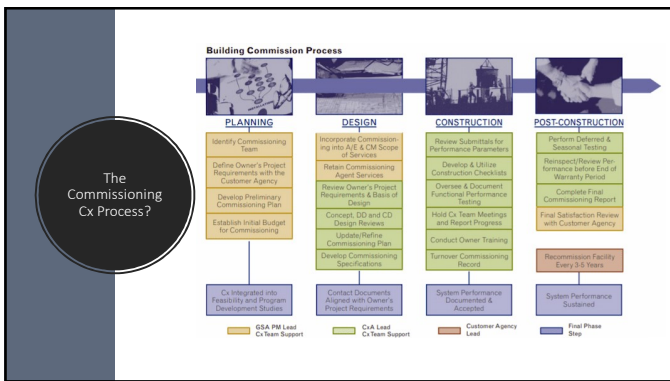 The
Commissioning
Cx Process?
Building Commission Process
PLANNING
Identify Commissioning
Team
Define Owner's Project
Requirements with the
Customer Agency
Develop Preliminary
Commissioning Plan
Establish Initial Budget
for Commissioning
Cx Integrated into
Feasibility and Program
Development Studies
DESIGN
Incorporate Commission-
ing into A/E & CM Scope
of Services
Retain Commissioning
Agent Services
Review Owner's Project
Requirements & Basis of
Design
Concept, DD and CD
Design Reviews
Update/Refine
Commissioning Plan
Develop Commissioning
Specifications
Contact Documents
Aligned with Owner's
Project Requirements
CONSTRUCTION
Review Submittals for
Performance Parameters
Develop & Utilize
Construction Checklists
Oversee & Document
Functional Performance
Testing
Hold Cx Team Meetings
and Report Progress
Conduct Owner Training
Turnover Commissioning
Record
System Performance
Documented &
Accepted
POST-CONSTRUCTION
Perform Deferred &
Seasonal Testing
Reinspect/Review Per-
formance before End of
Warranty Period
Complete Final
Commissioning Report
Final Satisfaction Review
with Customer Agency
Recommission Facility
Every 3-5 Years
System Performance
Sustained
GSA PM Lead
Cx Team Support
CxA Lead
Cx Team Support
Customer Agency
Lead
Final Phase
Step